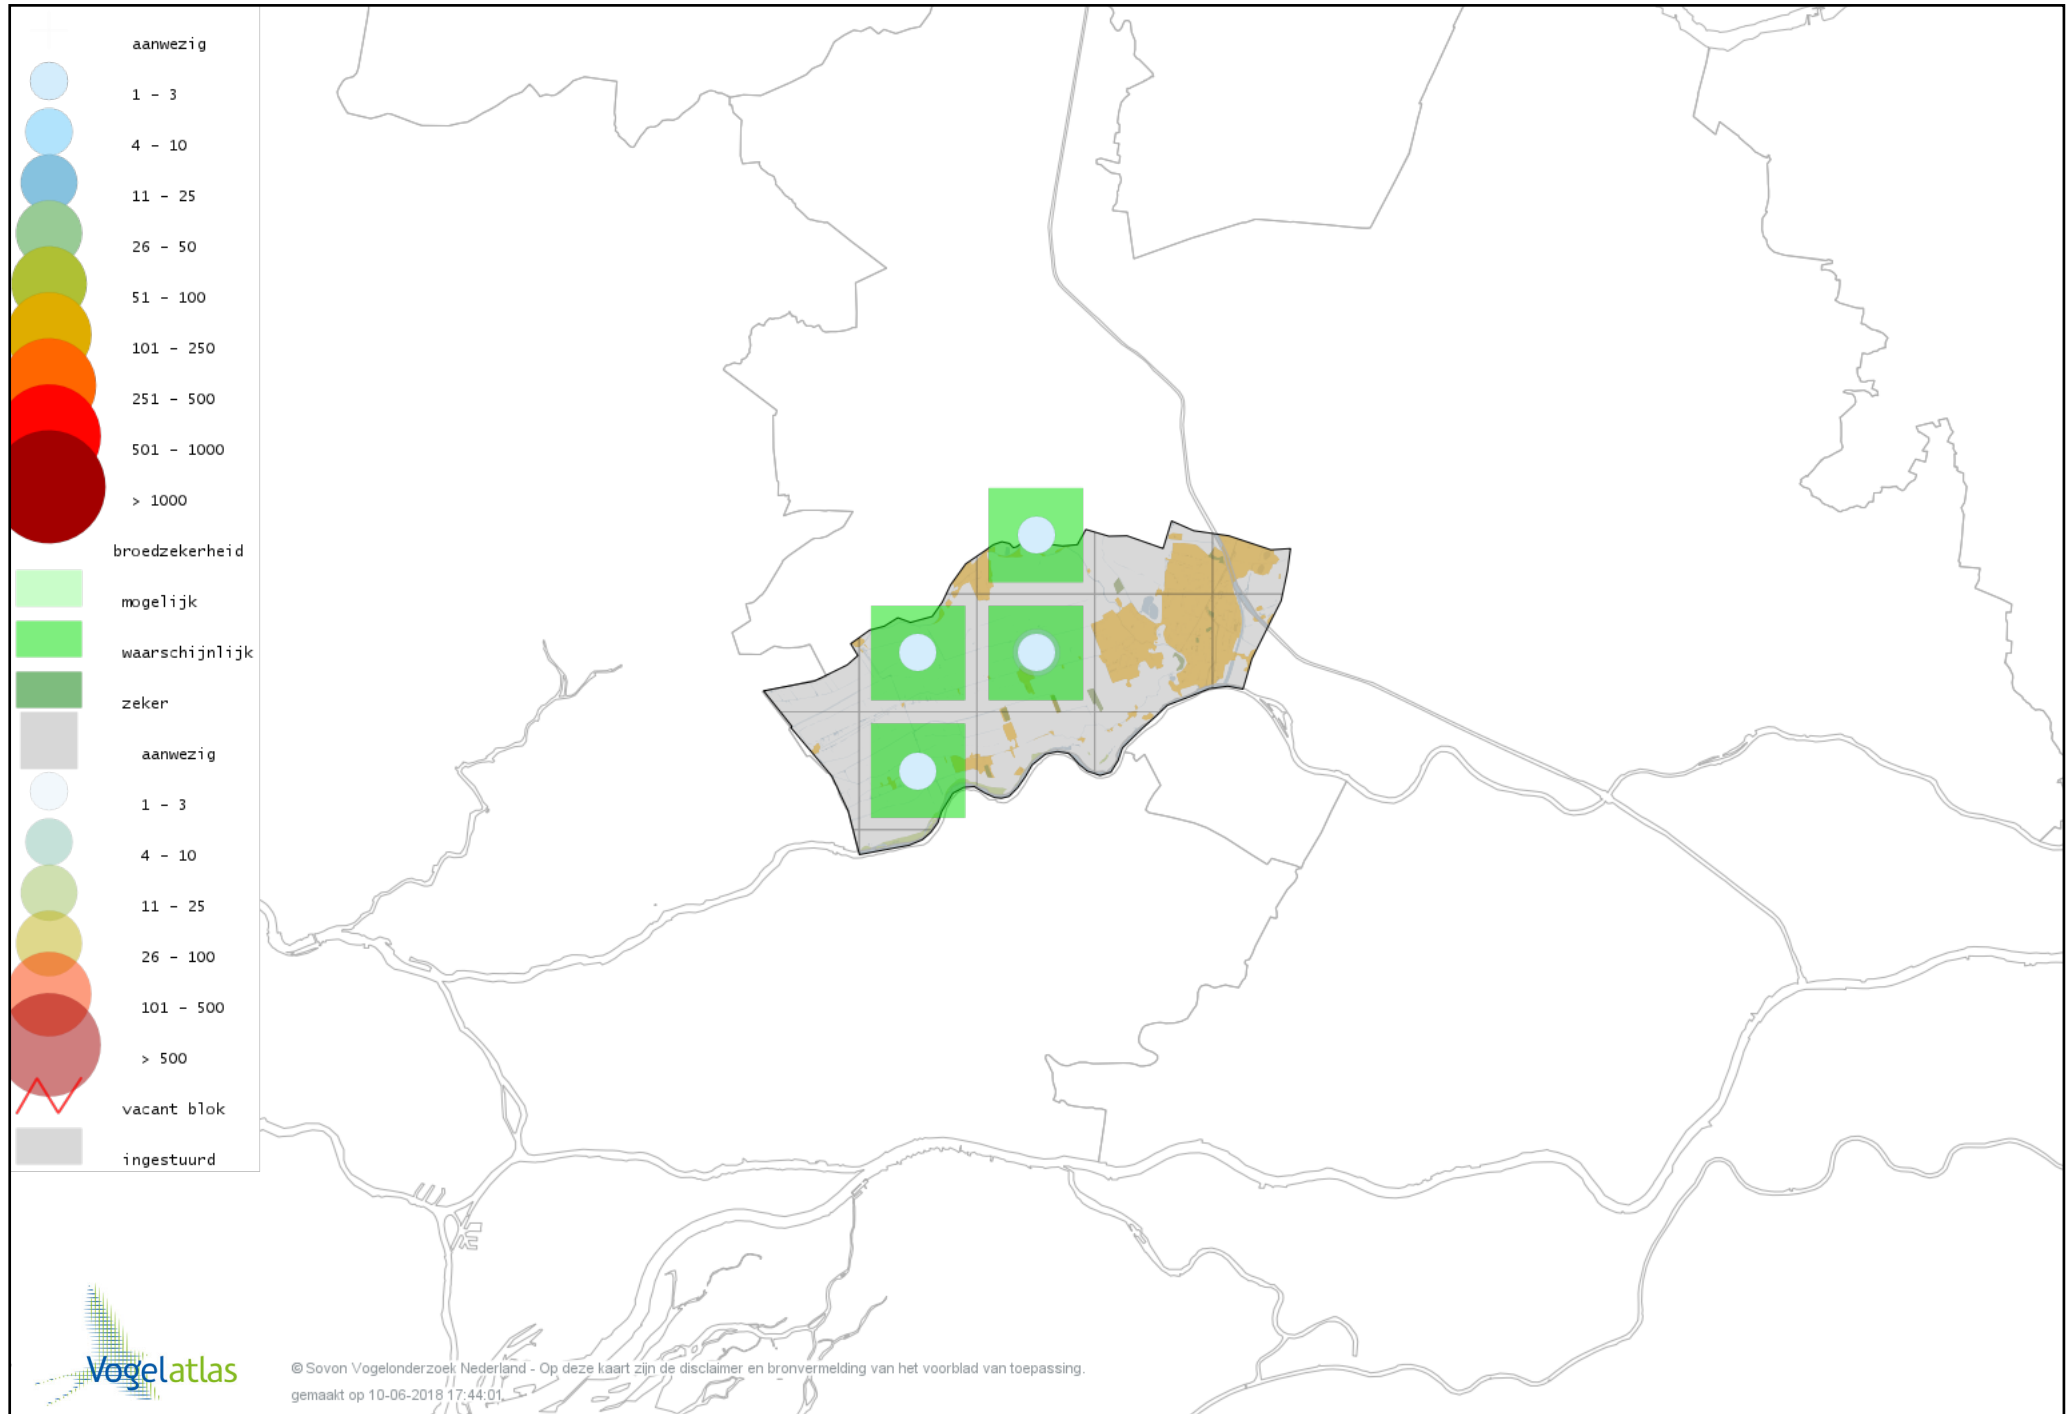 aanwezig
1 – 3
4 – 10
11 – 25
26 – 50
51 – 100
101 – 250
251 – 500
501 – 1000
> 1000
broedzekerheid
mogelijk
waarschijnlijk
zeker
aanwezig
1 – 3
4 – 10
11 – 25
26 – 100
101 – 500
> 500
vacant blok
ingestuurd
Vogelatlas
© Sovon Vogelonderzoek Nederland - Op deze kaart zijn de disclaimer en bronvermelding van het voorblad van toepassing.
gemaakt op 10-06-2018 17:44:01